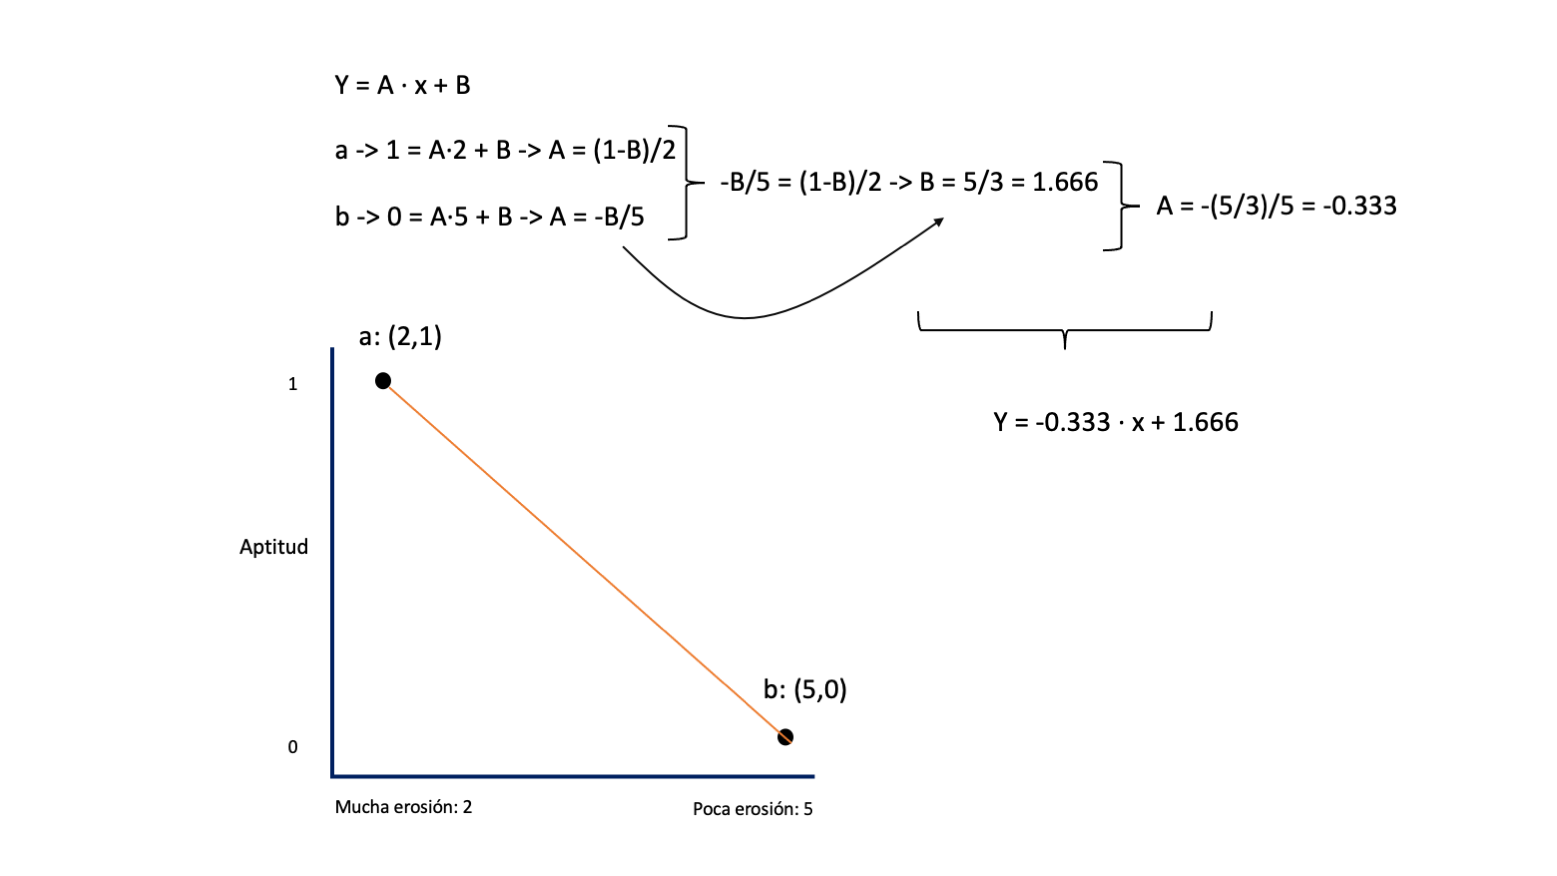 Y = A · x + B
a -> 1 = A·2 + B -> A = (1-B)/2
b -> 0 = A·5 + B -> A = -B/5
-B/5 = (1-B)/2 -> B = 5/3 = 1.666
A = -(5/3)/5 = -0.333
Y = -0.333 · x + 1.666
a: (2,1)
1
Aptitud
b: (5,0)
0
Mucha erosión: 2
Poca erosión: 5